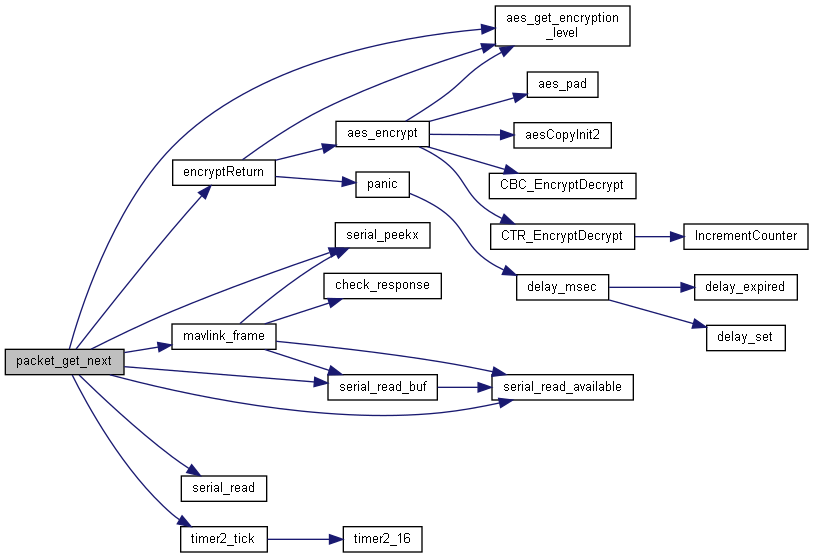 aes_get_encryption
_level
aes_pad
aes_encrypt
aesCopyInit2
encryptReturn
panic
CBC_EncryptDecrypt
serial_peekx
CTR_EncryptDecrypt
IncrementCounter
check_response
delay_msec
delay_expired
mavlink_frame
delay_set
packet_get_next
serial_read_buf
serial_read_available
serial_read
timer2_tick
timer2_16